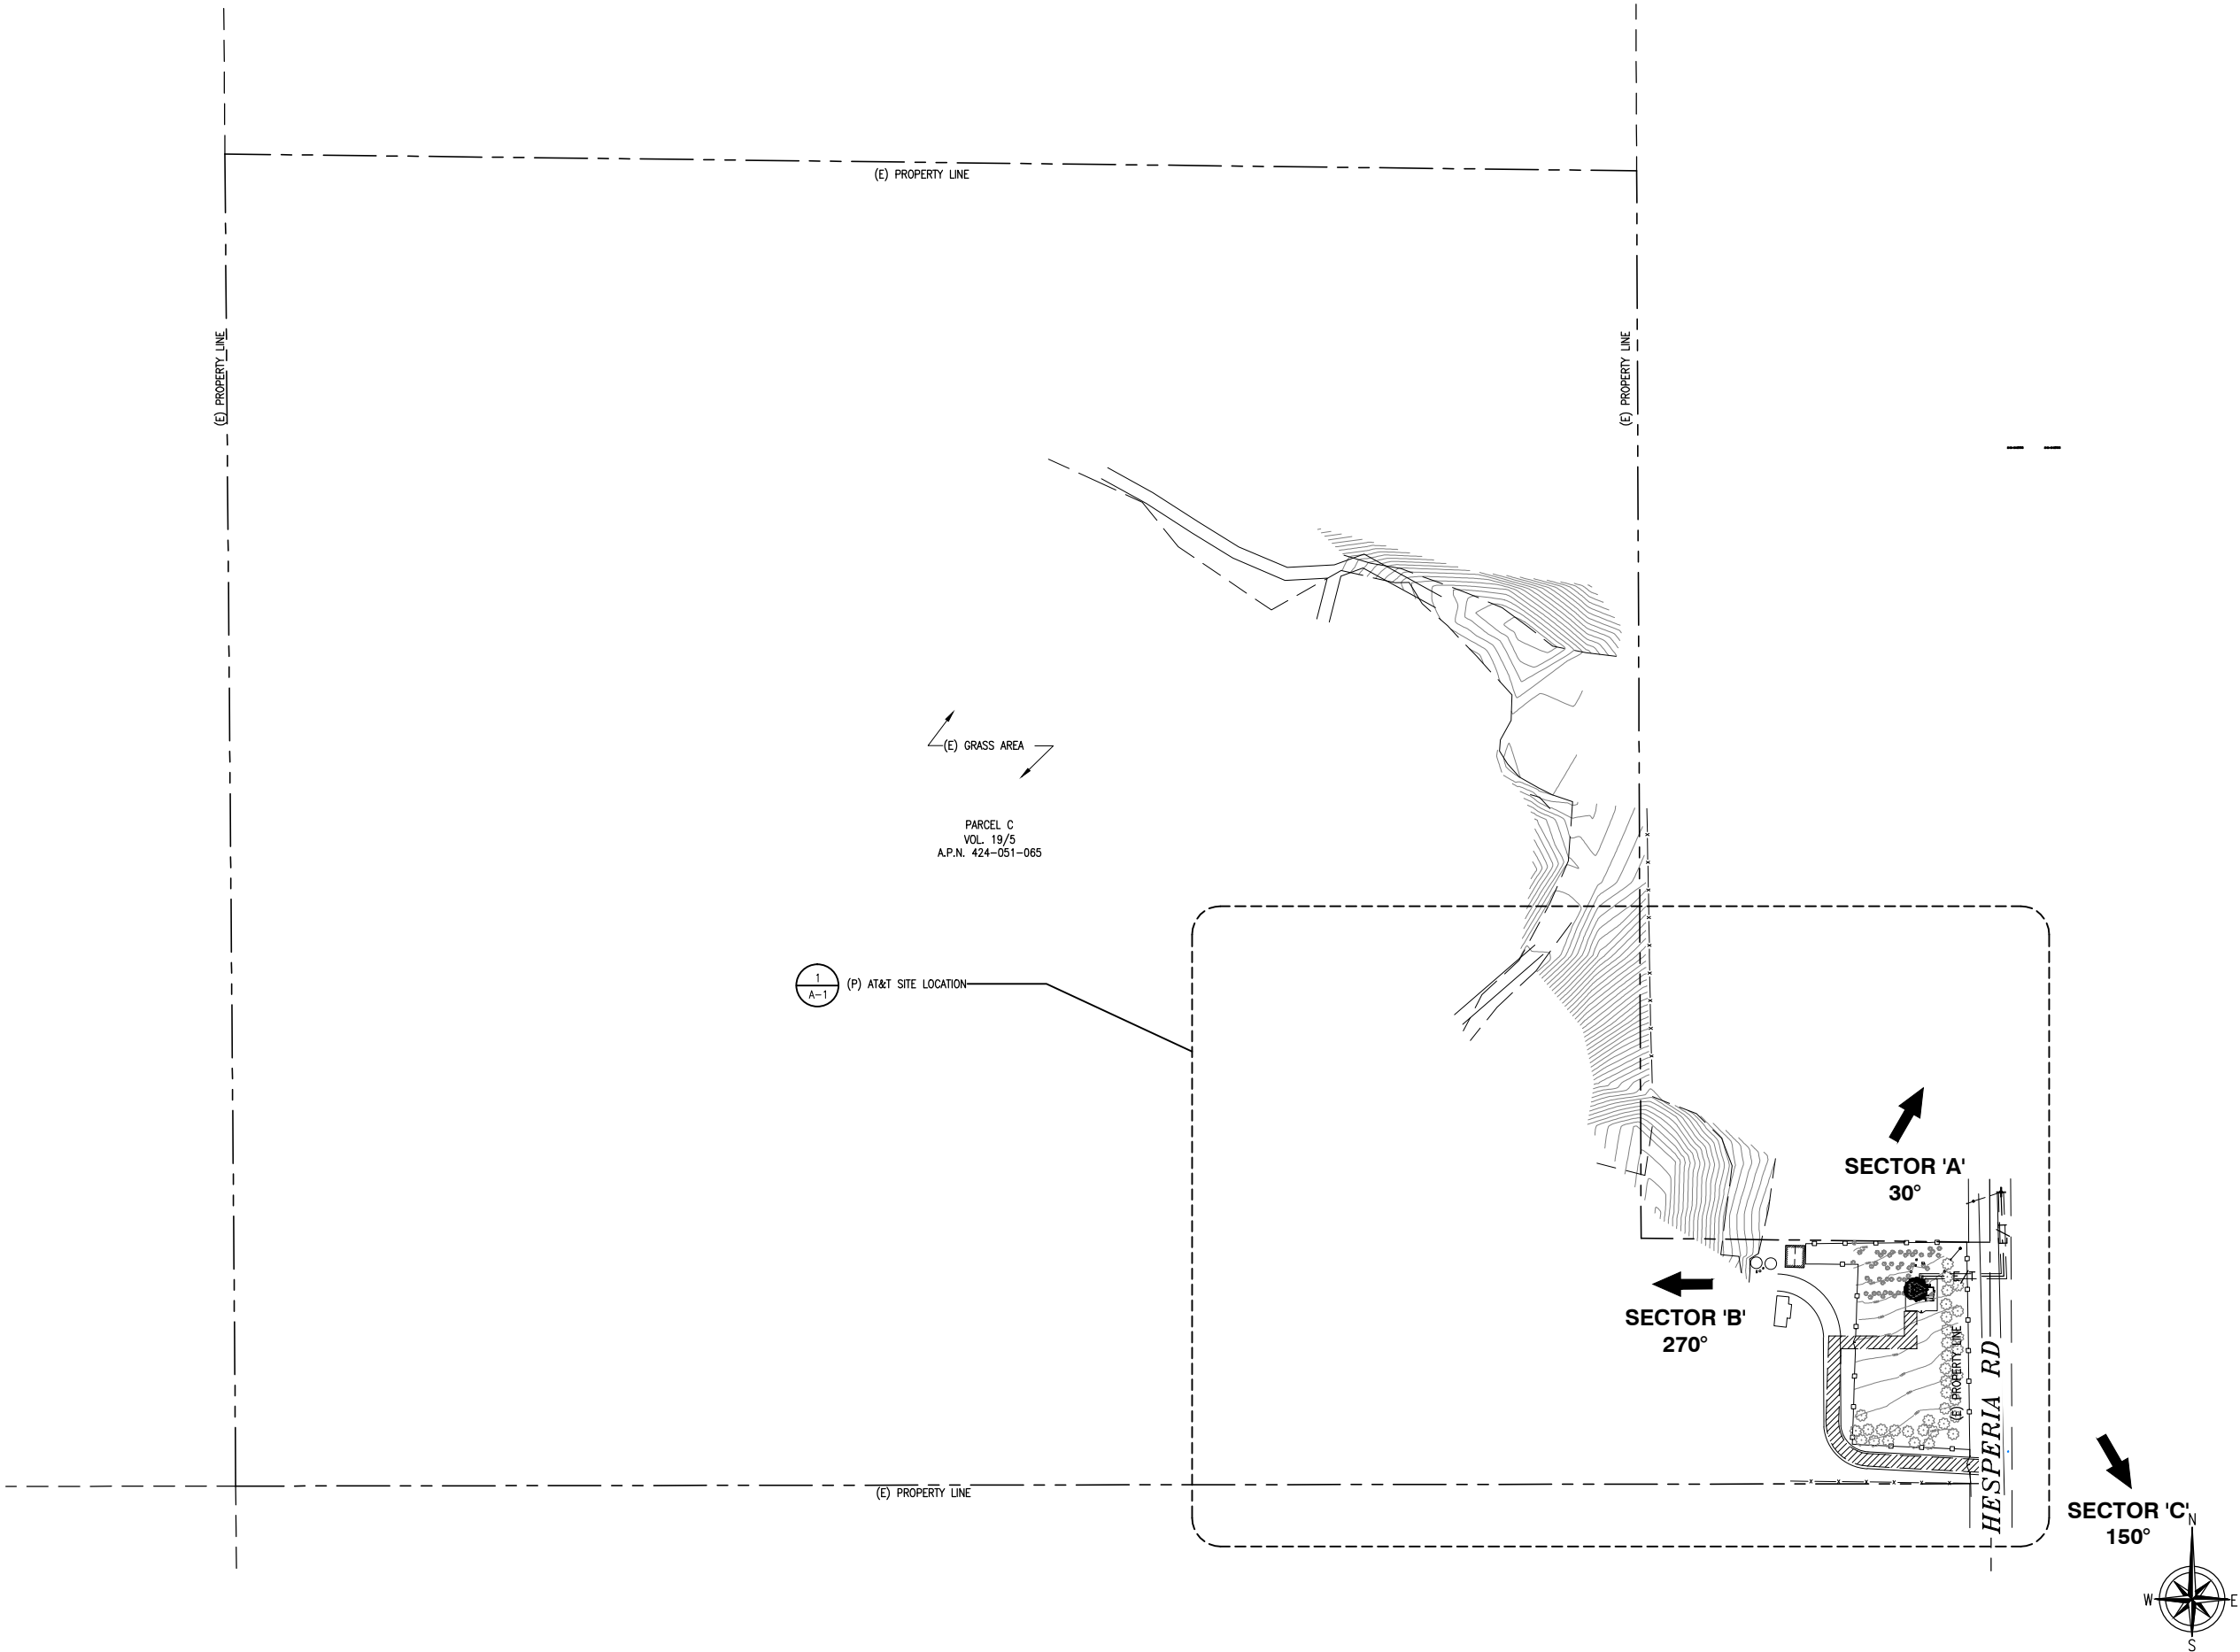 (E) PROPERTY LINE
(E) PROPERTY LINE
(E) PROPERTY LINE
(E) GRASS AREA
PARCEL C
VOL. 19/5
A.P.N. 424-051-065
1
A-1
(P) AT&T SITE LOCATION
SECTOR 'A'
30°
SECTOR 'B'
270°
(E) PROPERTY LINE
HESPERIA RD
(E) PROPERTY LINE
SECTOR 'C'
150°
N
W
E
S